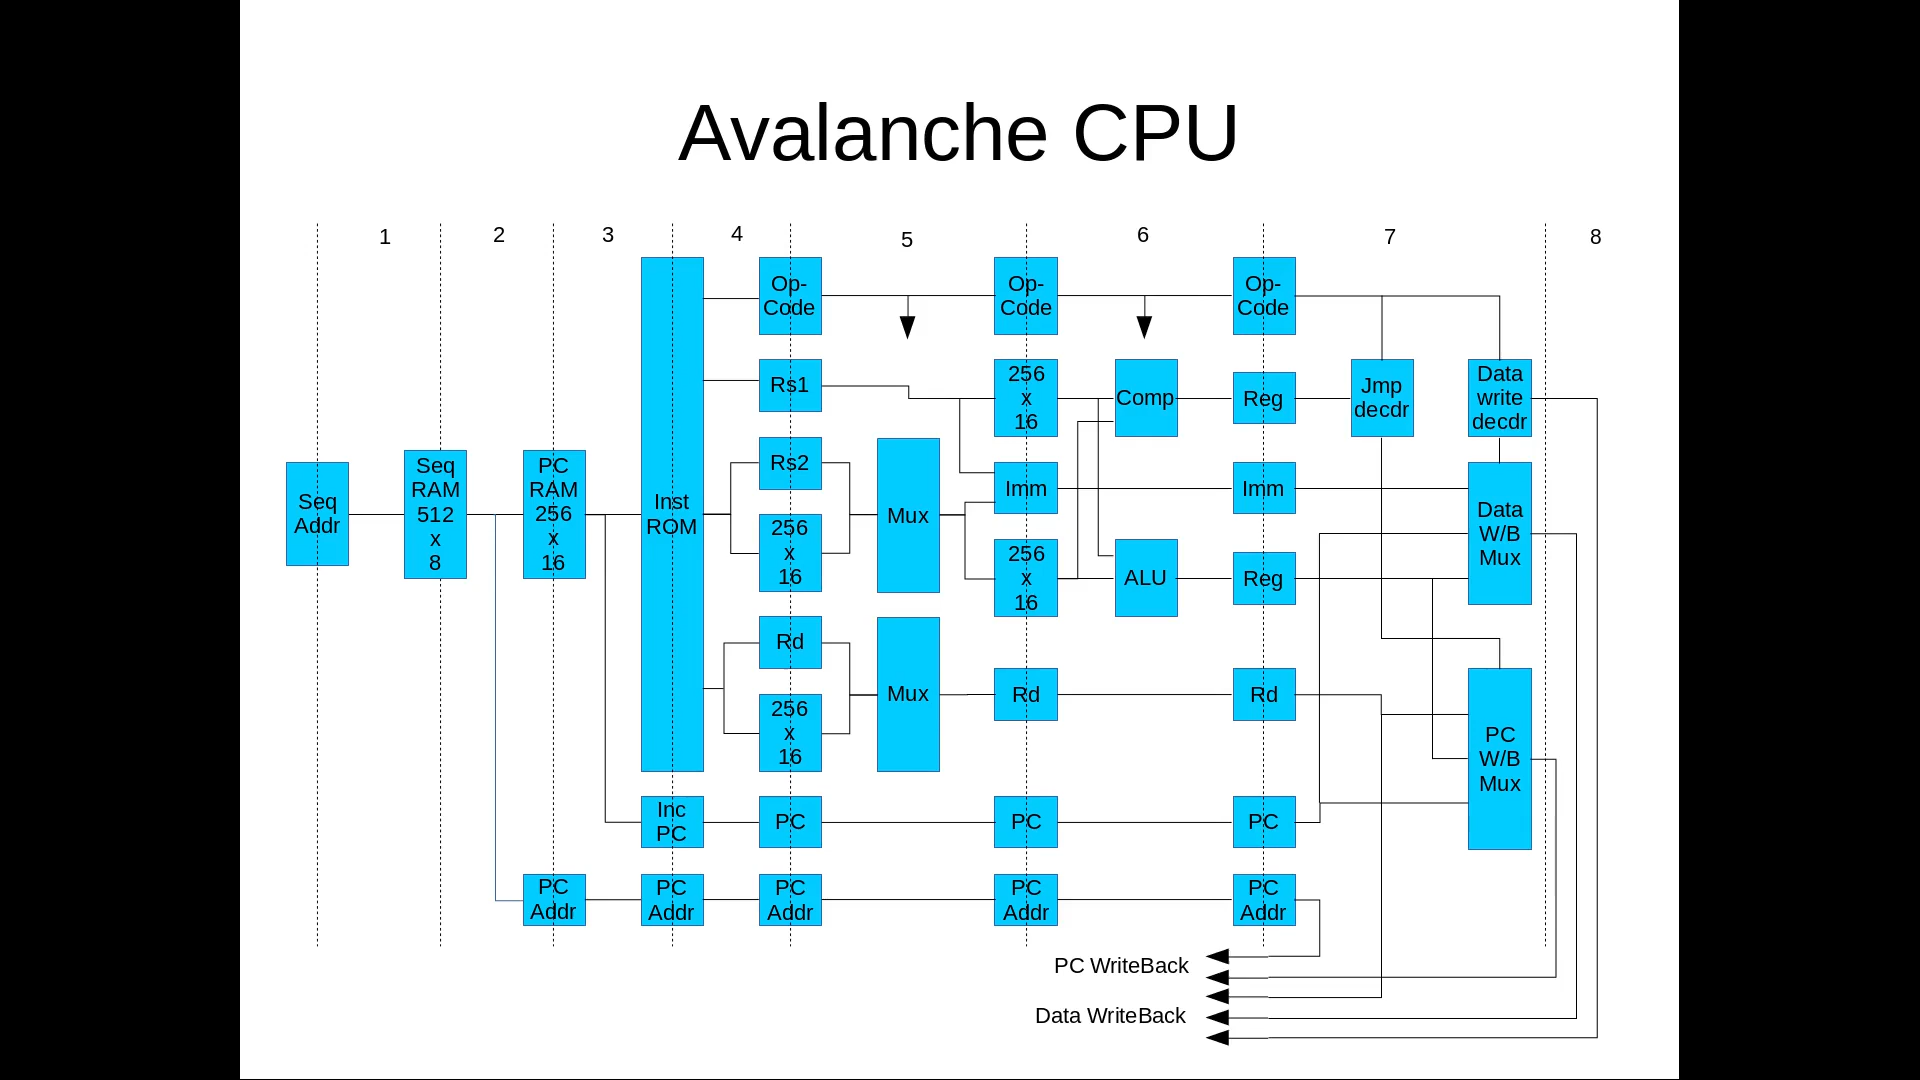 Avalanche CPU
1
2
3
4
5
6
7
8
Op-
Code
Op-
Code
Op-
Code
Rs1
256
x
16
Comp
Reg
Jmp
decdr
Data
write
decdr
Seq
Addr
Seq
RAM
512
x
8
PC
RAM
256
x
16
Inst
ROM
Rs2
256
x
16
Mux
Imm
256
x
16
ALU
Imm
Reg
Data
W/B
Mux
Rd
256
x
16
Mux
Rd
Rd
PC
W/B
Mux
Inc
PC
PC
PC
PC
PC
Addr
PC
Addr
PC
Addr
PC
Addr
PC
Addr
PC WriteBack
Data WriteBack